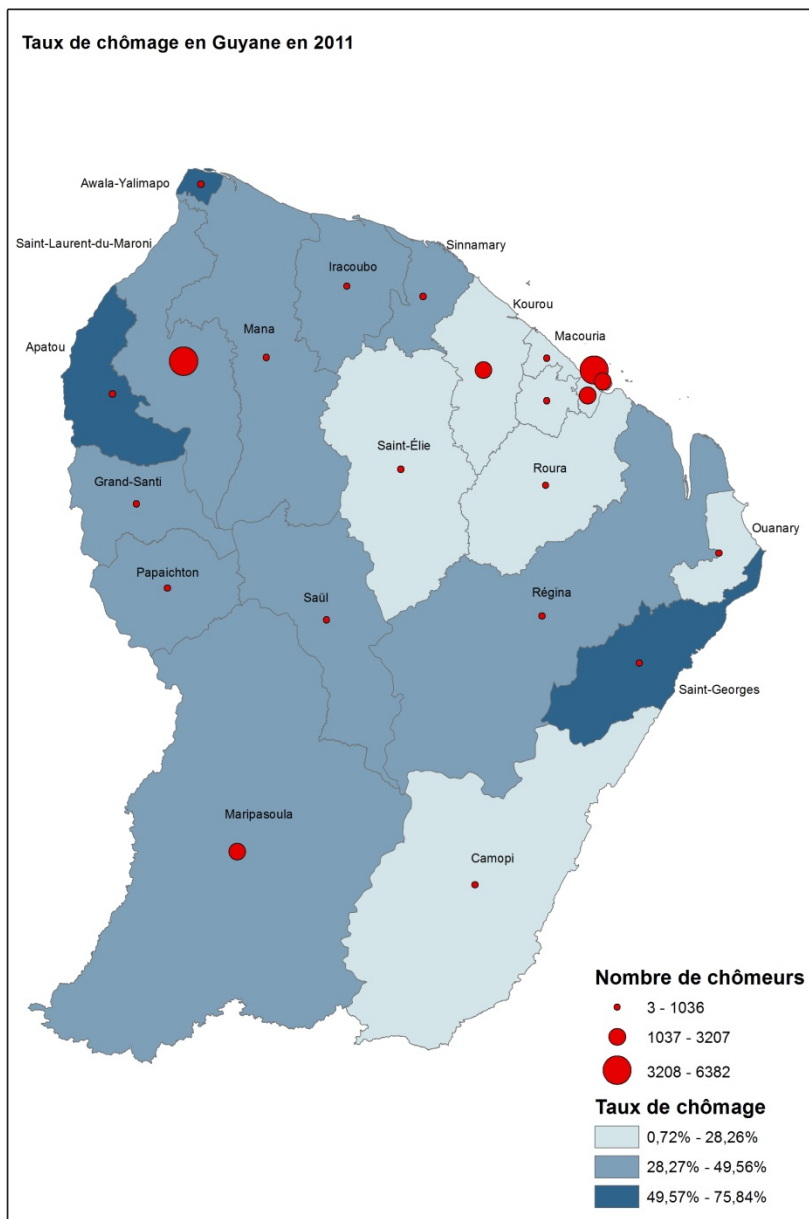 Taux de chômage en Guyane en 2011
Awala-Yalimapo
Saint-Laurent-du-Maroni
Sinnamary
Iracoubo
Kourou
Mana
Macouria
Apatou
Saint-Élie
Roura
Grand-Santi
Ouanary
Papaichton
Saül
Régina
Saint-Georges
Maripasoula
Camopi
Nombre de chômeurs
3 - 1036
1037 - 3207
3208 - 6382
Taux de chômage
0,72% - 28,26%
28,27% - 49,56%
49,57% - 75,84%